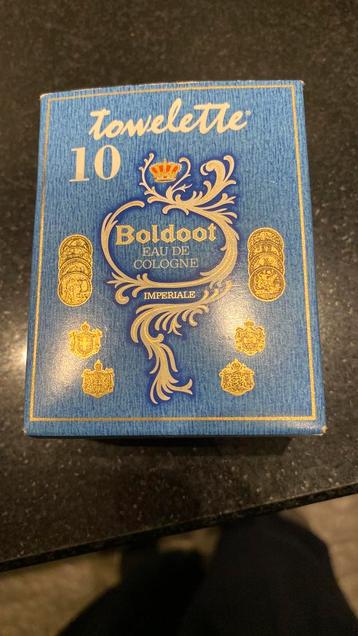 towelette
10
Boldoot
EAU DE
COLOGNE
IMPERIALE